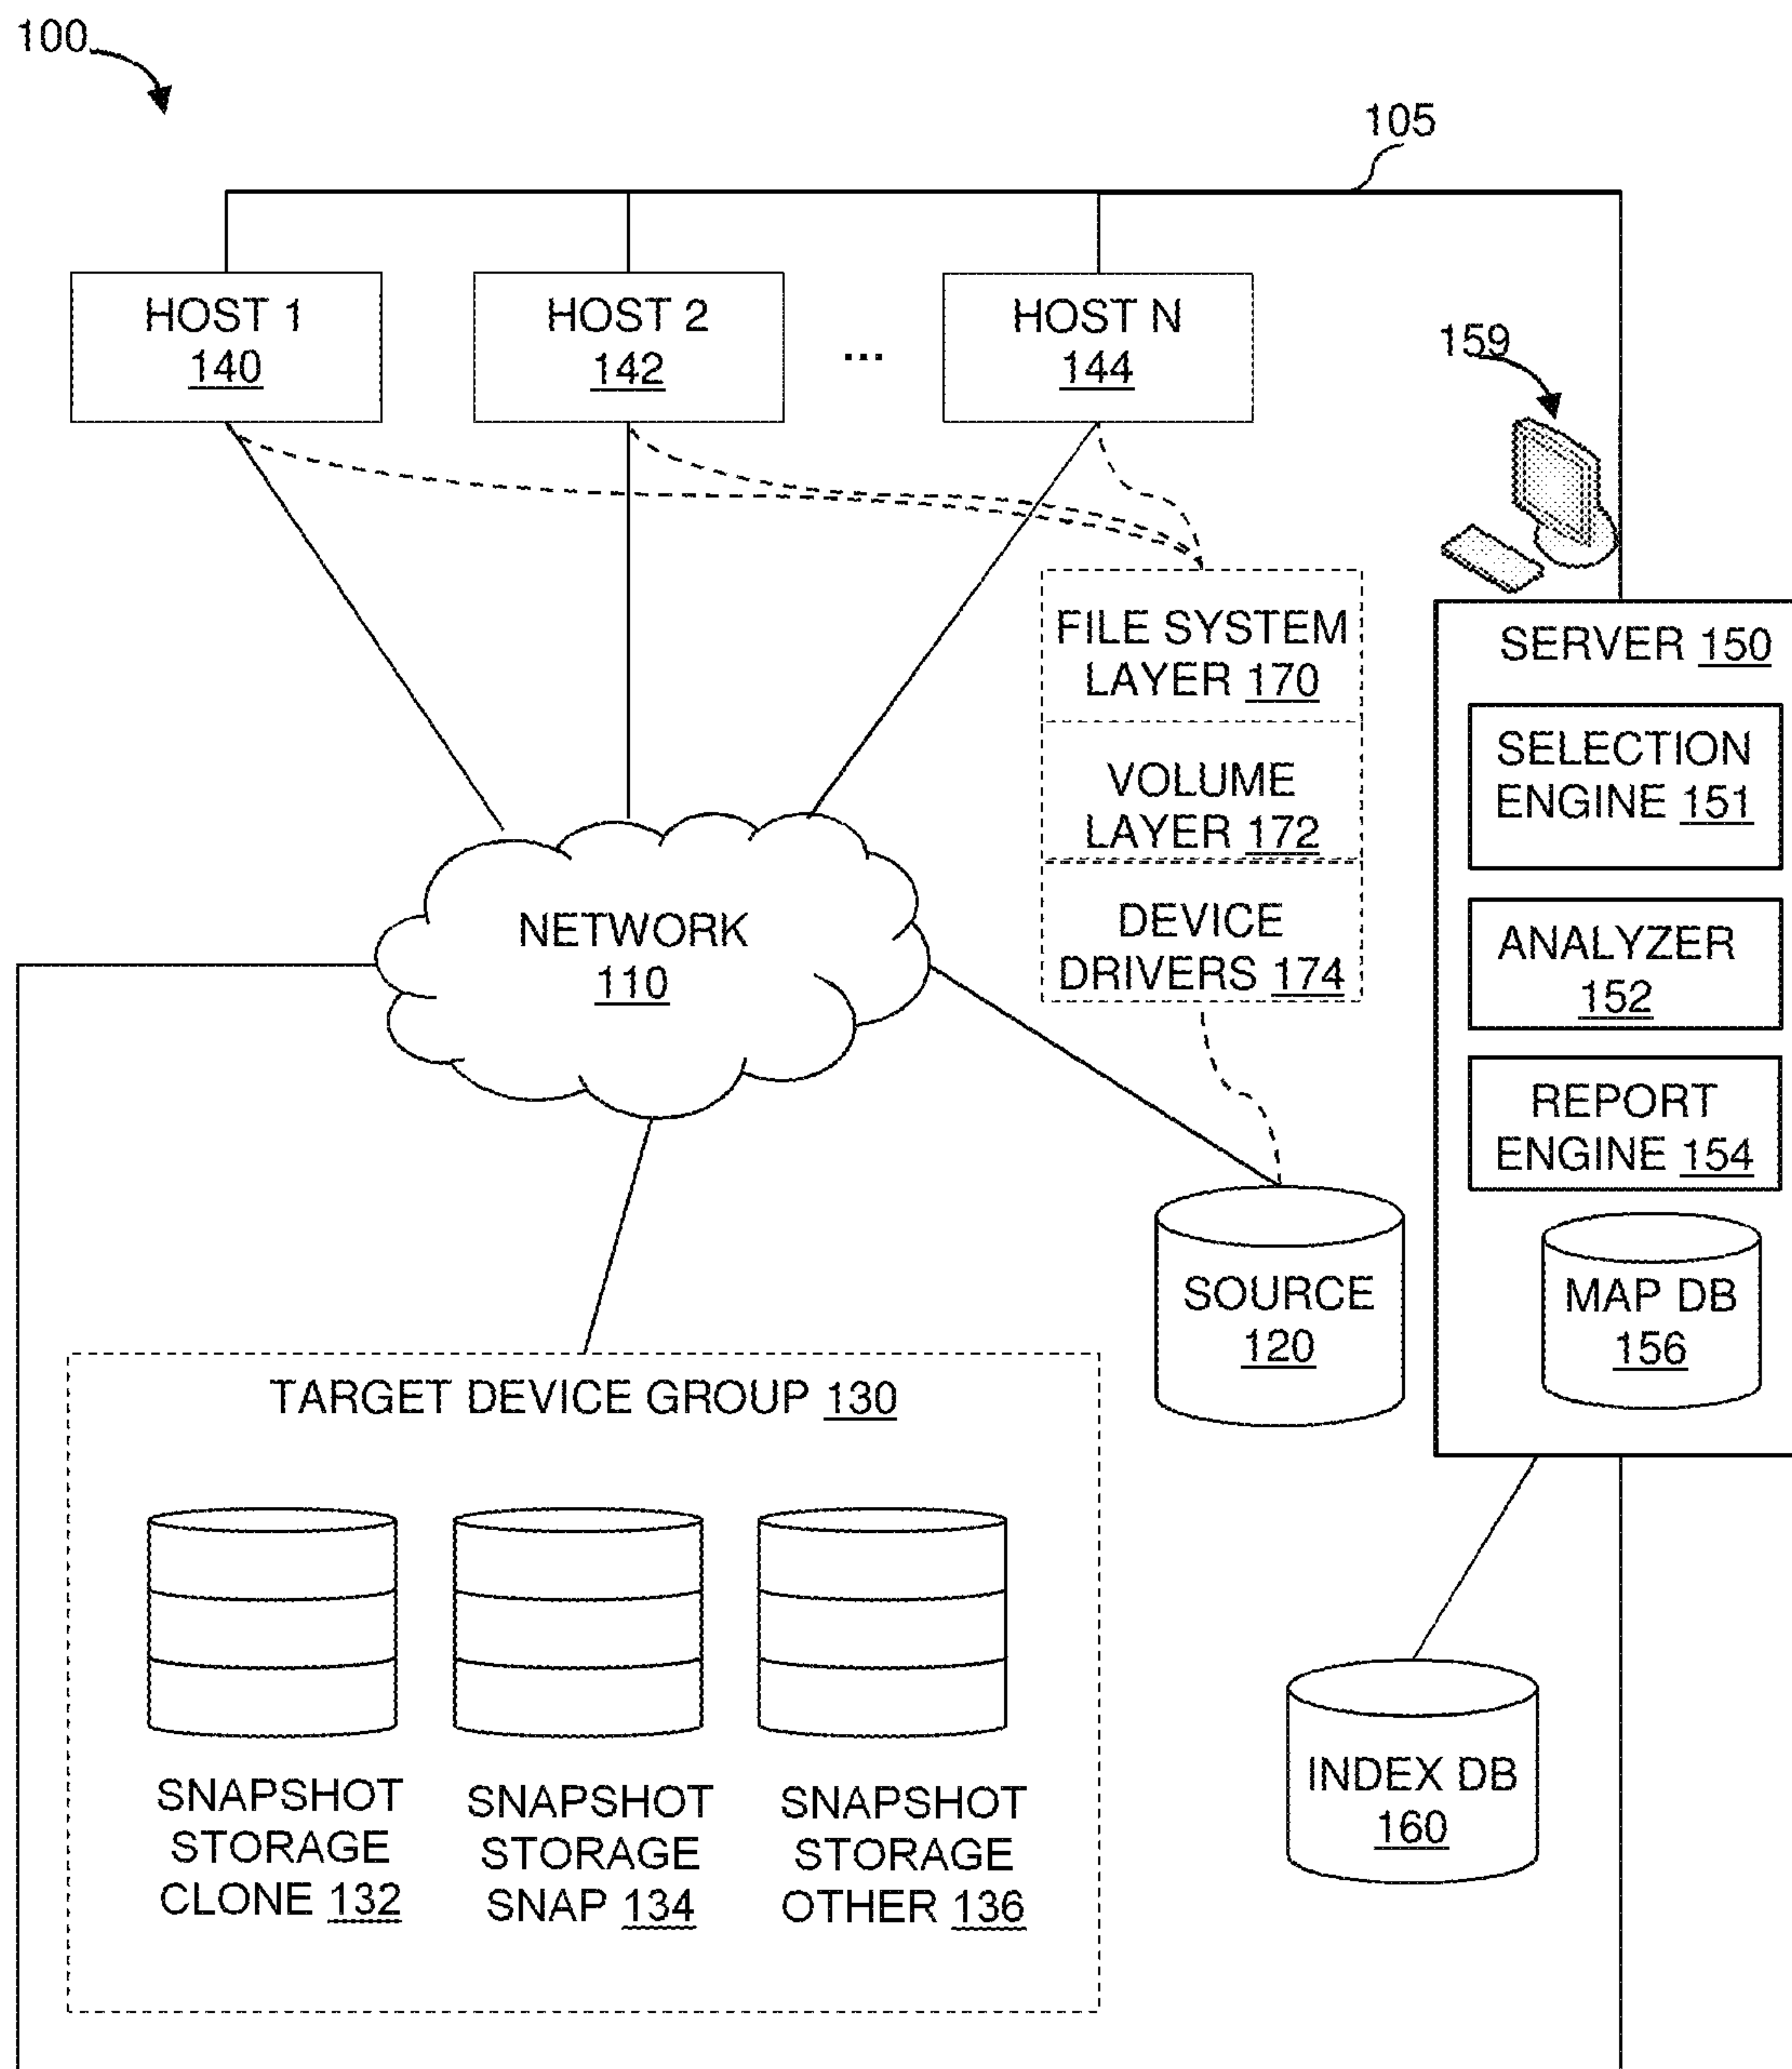 100
105
HOST 1
140
HOST 2
142
...
HOST N
144
159
FILE SYSTEM
LAYER 170
VOLUME
LAYER 172
DEVICE
DRIVERS 174
SERVER 150
SELECTION
ENGINE 151
ANALYZER
152
REPORT
ENGINE 154
MAP DB
156
NETWORK
110
SOURCE
120
TARGET DEVICE GROUP 130
SNAPSHOT
STORAGE
CLONE 132
SNAPSHOT
STORAGE
SNAP 134
SNAPSHOT
STORAGE
OTHER 136
INDEX DB
160